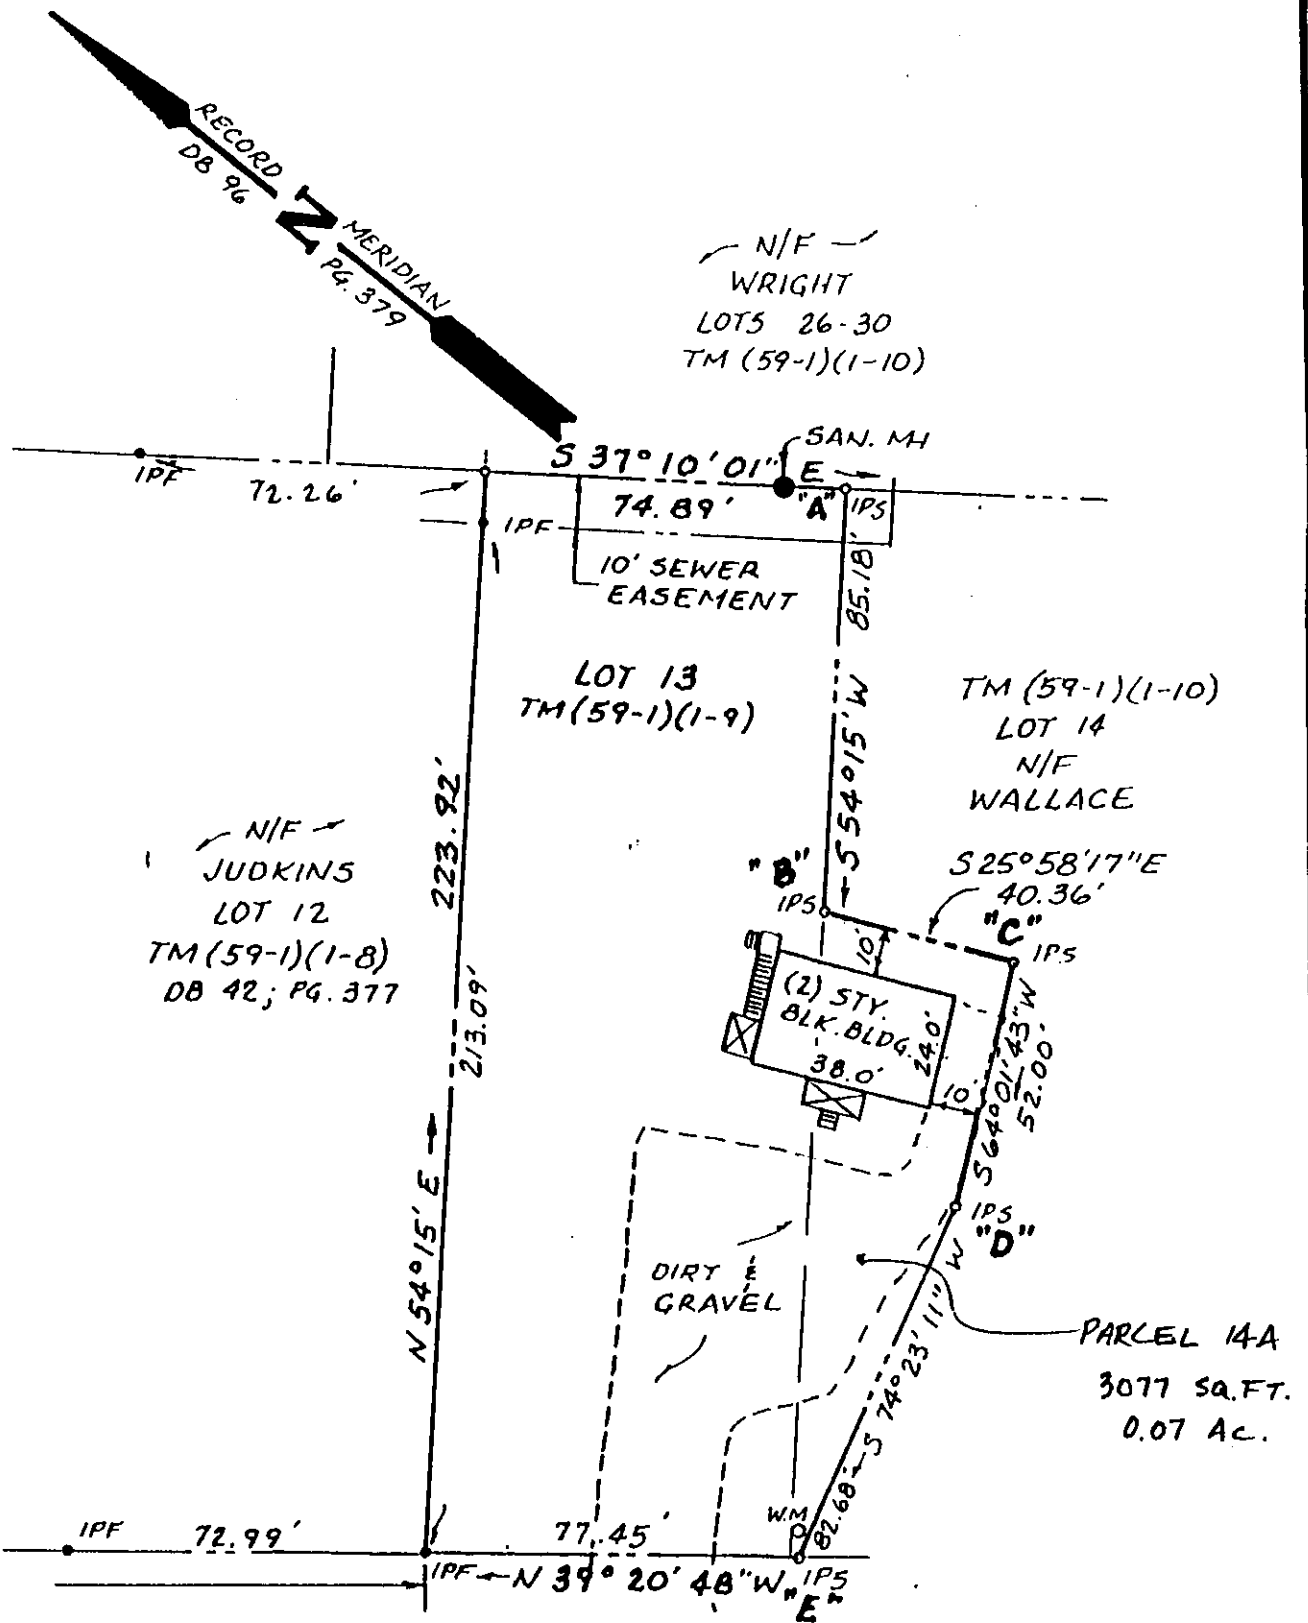 RECORD MERIDIAN
N
DB 96 PG. 379
N/F
WRIGHT
LOTS 26-30
TM (59-1)(1-10)
SAN. MH
S 37° 10' 01" E
IPF
72.26'
74.89'
"A"
IPS
IPF
10' SEWER
EASEMENT
85.18'
S 54° 15' W
LOT 13
TM (59-1)(1-9)
TM (59-1)(1-10)
LOT 14
N/F
WALLACE
223.92'
213.09'
N 54° 15' E
N/F
JUDKINS
LOT 12
TM (59-1)(1-8)
DB 42; PG. 377
"B"
IPS
S 25° 58' 17" E
40.36'
"C"
IPS
10'
(2) STY.
BLK. BLDG.
24.0'
38.0'
10'
S 64° 01' 43" W
52.00'
IPS
"D"
DIRT &
GRAVEL
PARCEL 14A
3077 SQ. FT.
0.07 AC.
82.68' S 74° 23' 11" W
W.M
IPF
72.99'
77.45'
IPF
N 39° 20' 48" W
IPS
"E"